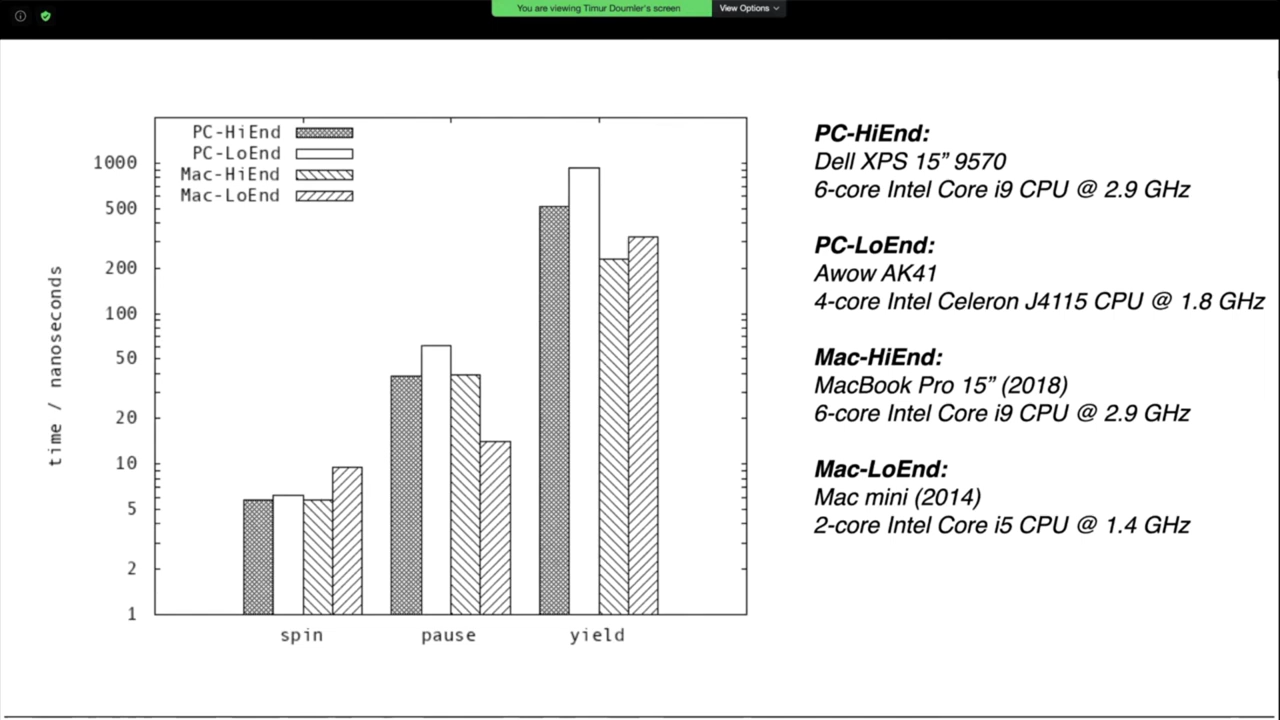 You are viewing Timur Doumler's screen
View Options
PC-HiEnd
PC-LoEnd
Mac-HiEnd
Mac-LoEnd
1000
500
200
100
50
20
10
5
2
1
time / nanoseconds
spin
pause
yield
PC-HiEnd:
Dell XPS 15” 9570
6-core Intel Core i9 CPU @ 2.9 GHz
PC-LoEnd:
Awow AK41
4-core Intel Celeron J4115 CPU @ 1.8 GHz
Mac-HiEnd:
MacBook Pro 15” (2018)
6-core Intel Core i9 CPU @ 2.9 GHz
Mac-LoEnd:
Mac mini (2014)
2-core Intel Core i5 CPU @ 1.4 GHz